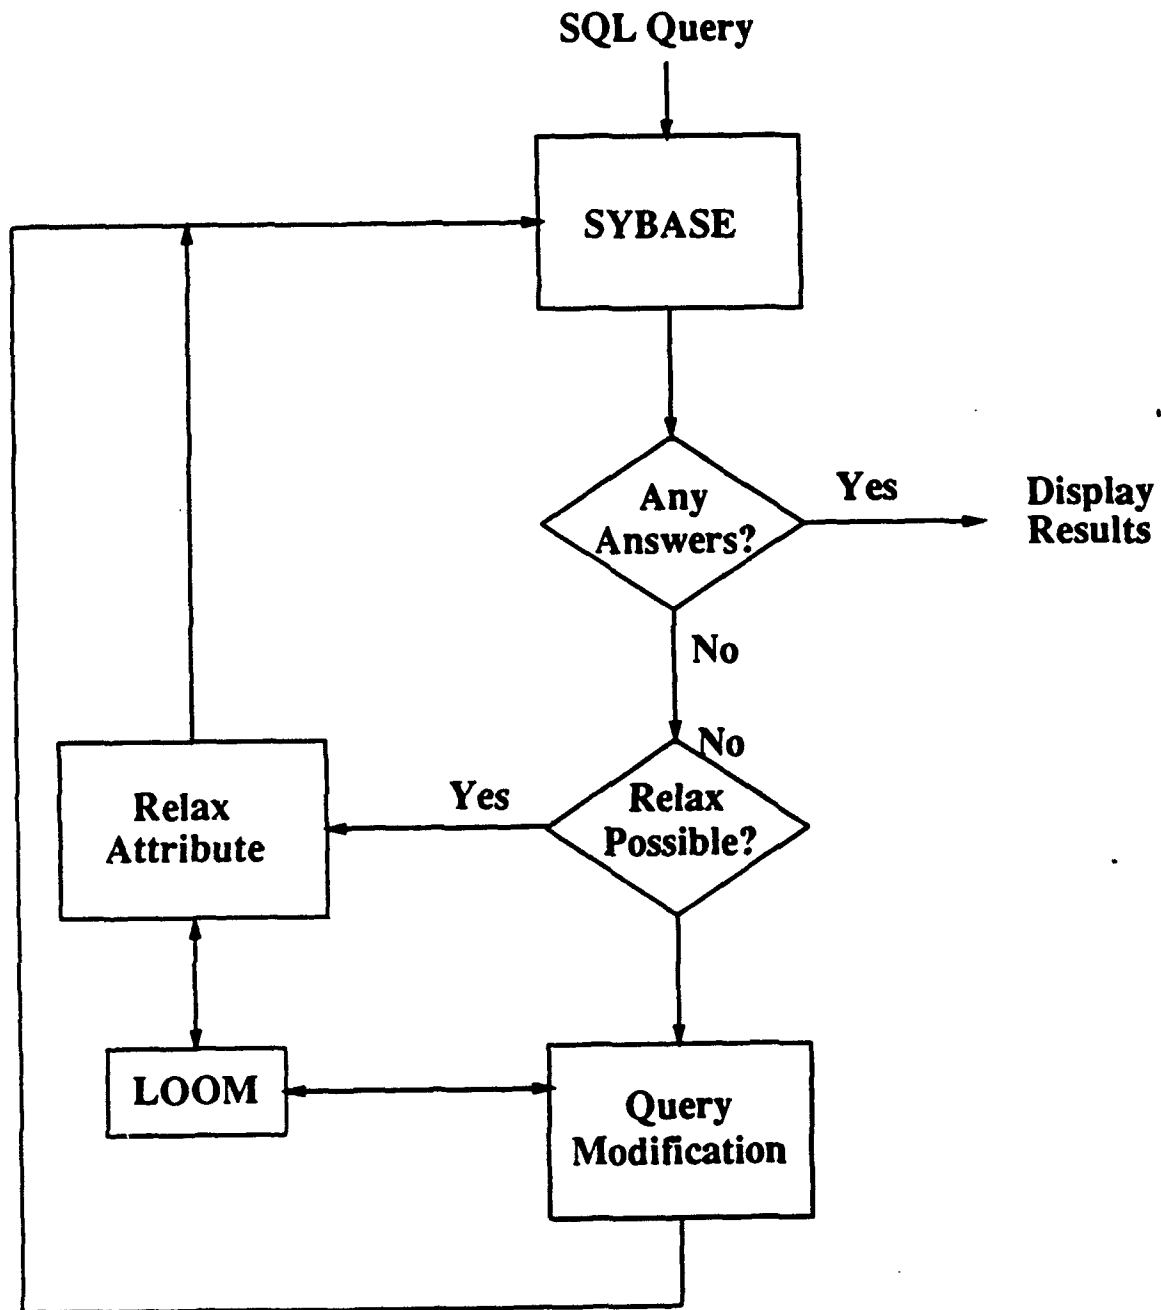 SQL Query
SYBASE
Any
Answers?
Yes
Display
Results
No
No
Relax
Possible?
Yes
Relax
Attribute
LOOM
Query
Modification